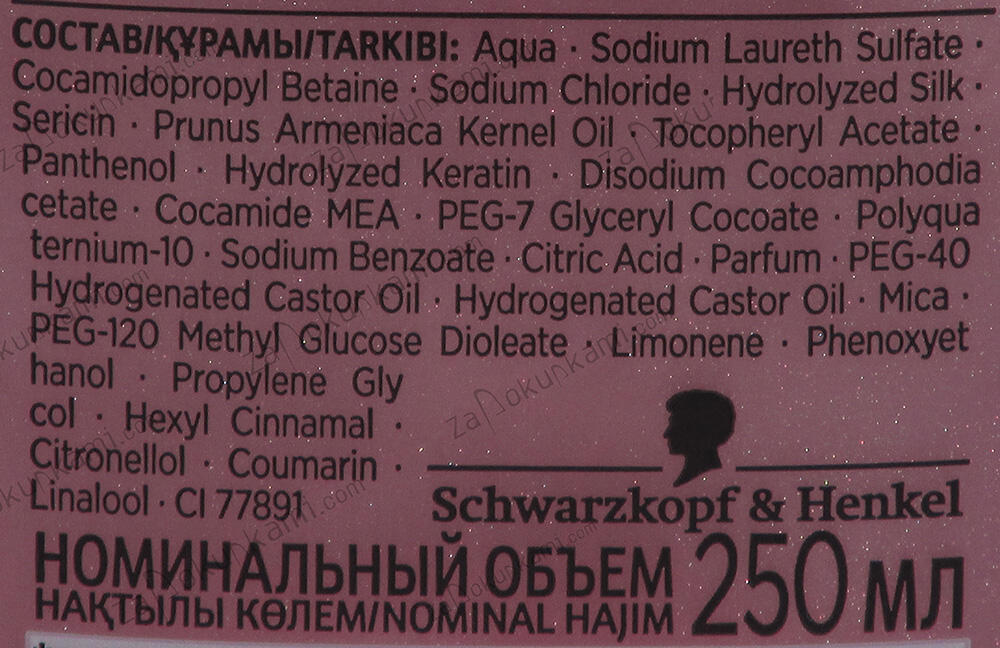 СОСТАВ/ҚҰРАМЫ/TARKIBI: Aqua · Sodium Laureth Sulfate ·
Cocamidopropyl Betaine · Sodium Chloride · Hydrolyzed Silk ·
Sericin · Prunus Armeniaca Kernel Oil · Tocopheryl Acetate ·
Panthenol · Hydrolyzed Keratin · Disodium Cocoamphodia
cetate · Cocamide MEA · PEG-7 Glyceryl Cocoate · Polyqua
ternium-10 · Sodium Benzoate · Citric Acid · Parfum · PEG-40
Hydrogenated Castor Oil · Hydrogenated Castor Oil · Mica ·
PEG-120 Methyl Glucose Dioleate · Limonene · Phenoxyet
hanol · Propylene Gly
col · Hexyl Cinnamal ·
Citronellol · Coumarin ·
Linalool · CI 77891
Schwarzkopf & Henkel
НОМИНАЛЬНЫЙ ОБЪЕМ 250 МЛ
НАҚТЫЛЫ КӨЛЕМ/NOMINAL HAJIM
zaPokunkami.com